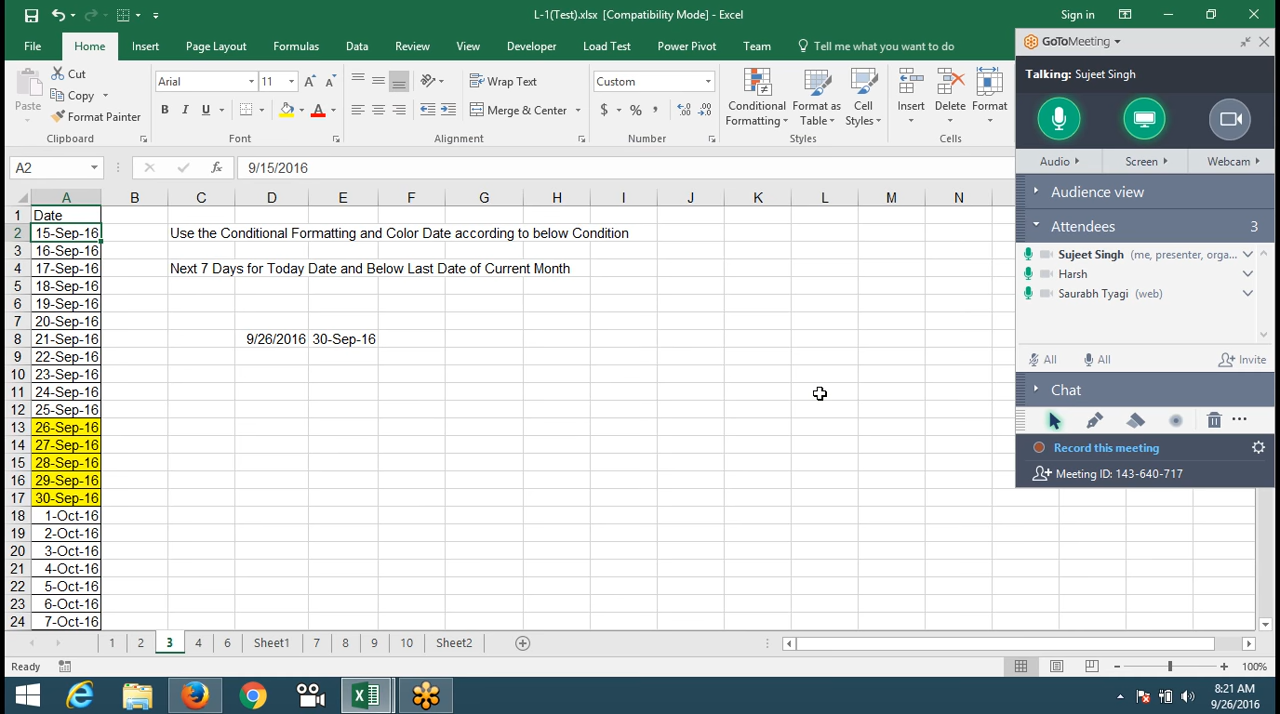 L-1(Test).xlsx [Compatibility Mode] - Excel
Sign in
File Home Insert Page Layout Formulas Data Review View Developer Load Test Power Pivot Team Tell me what you want to do
Paste
Cut
Copy
Format Painter
Clipboard
Arial 11
B I U
Font
Wrap Text
Merge & Center
Alignment
Custom
$ % ,
Number
Conditional Formatting
Format as Table
Cell Styles
Styles
Insert Delete Format
Cells
A2 fx 9/15/2016
A B C D E F G H I J K L M N
1 Date
2 15-Sep-16 Use the Conditional Formatting and Color Date according to below Condition
3 16-Sep-16
4 17-Sep-16 Next 7 Days for Today Date and Below Last Date of Current Month
5 18-Sep-16
6 19-Sep-16
7 20-Sep-16
8 21-Sep-16 9/26/2016 30-Sep-16
9 22-Sep-16
10 23-Sep-16
11 24-Sep-16
12 25-Sep-16
13 26-Sep-16
14 27-Sep-16
15 28-Sep-16
16 29-Sep-16
17 30-Sep-16
18 1-Oct-16
19 2-Oct-16
20 3-Oct-16
21 4-Oct-16
22 5-Oct-16
23 6-Oct-16
24 7-Oct-16
1 2 3 4 6 Sheet1 7 8 9 10 Sheet2
Ready
100%
GoToMeeting
Talking: Sujeet Singh
Audio Screen Webcam
Audience view
Attendees 3
Sujeet Singh (me, presenter, orga...
Harsh
Saurabh Tyagi (web)
All All Invite
Chat
Record this meeting
Meeting ID: 143-640-717
8:21 AM
9/26/2016